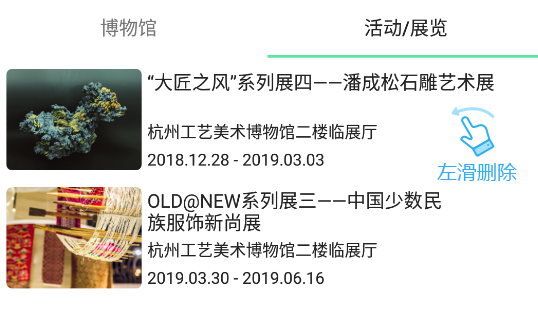 博物馆
活动/展览
“大匠之风”系列展四——潘成松石雕艺术展
杭州工艺美术博物馆二楼临展厅
2018.12.28 - 2019.03.03
左滑删除
OLD@NEW系列展三——中国少数民
族服饰新尚展
杭州工艺美术博物馆二楼临展厅
2019.03.30 - 2019.06.16